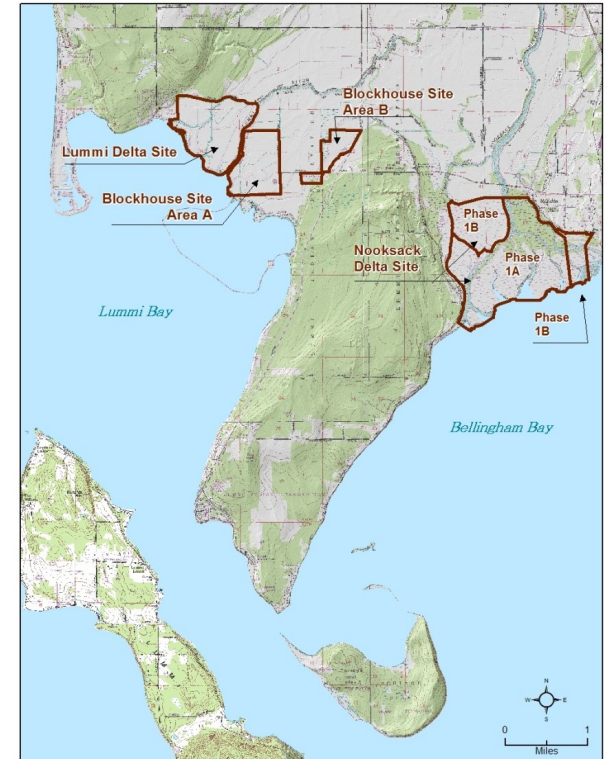 Blockhouse Site
Area B
Lummi Delta Site
Blockhouse Site
Area A
Phase
1B
Nooksack
Delta Site
Phase
1A
Phase
1B
Lummi Bay
Bellingham Bay
N
W
E
S
0
1
Miles